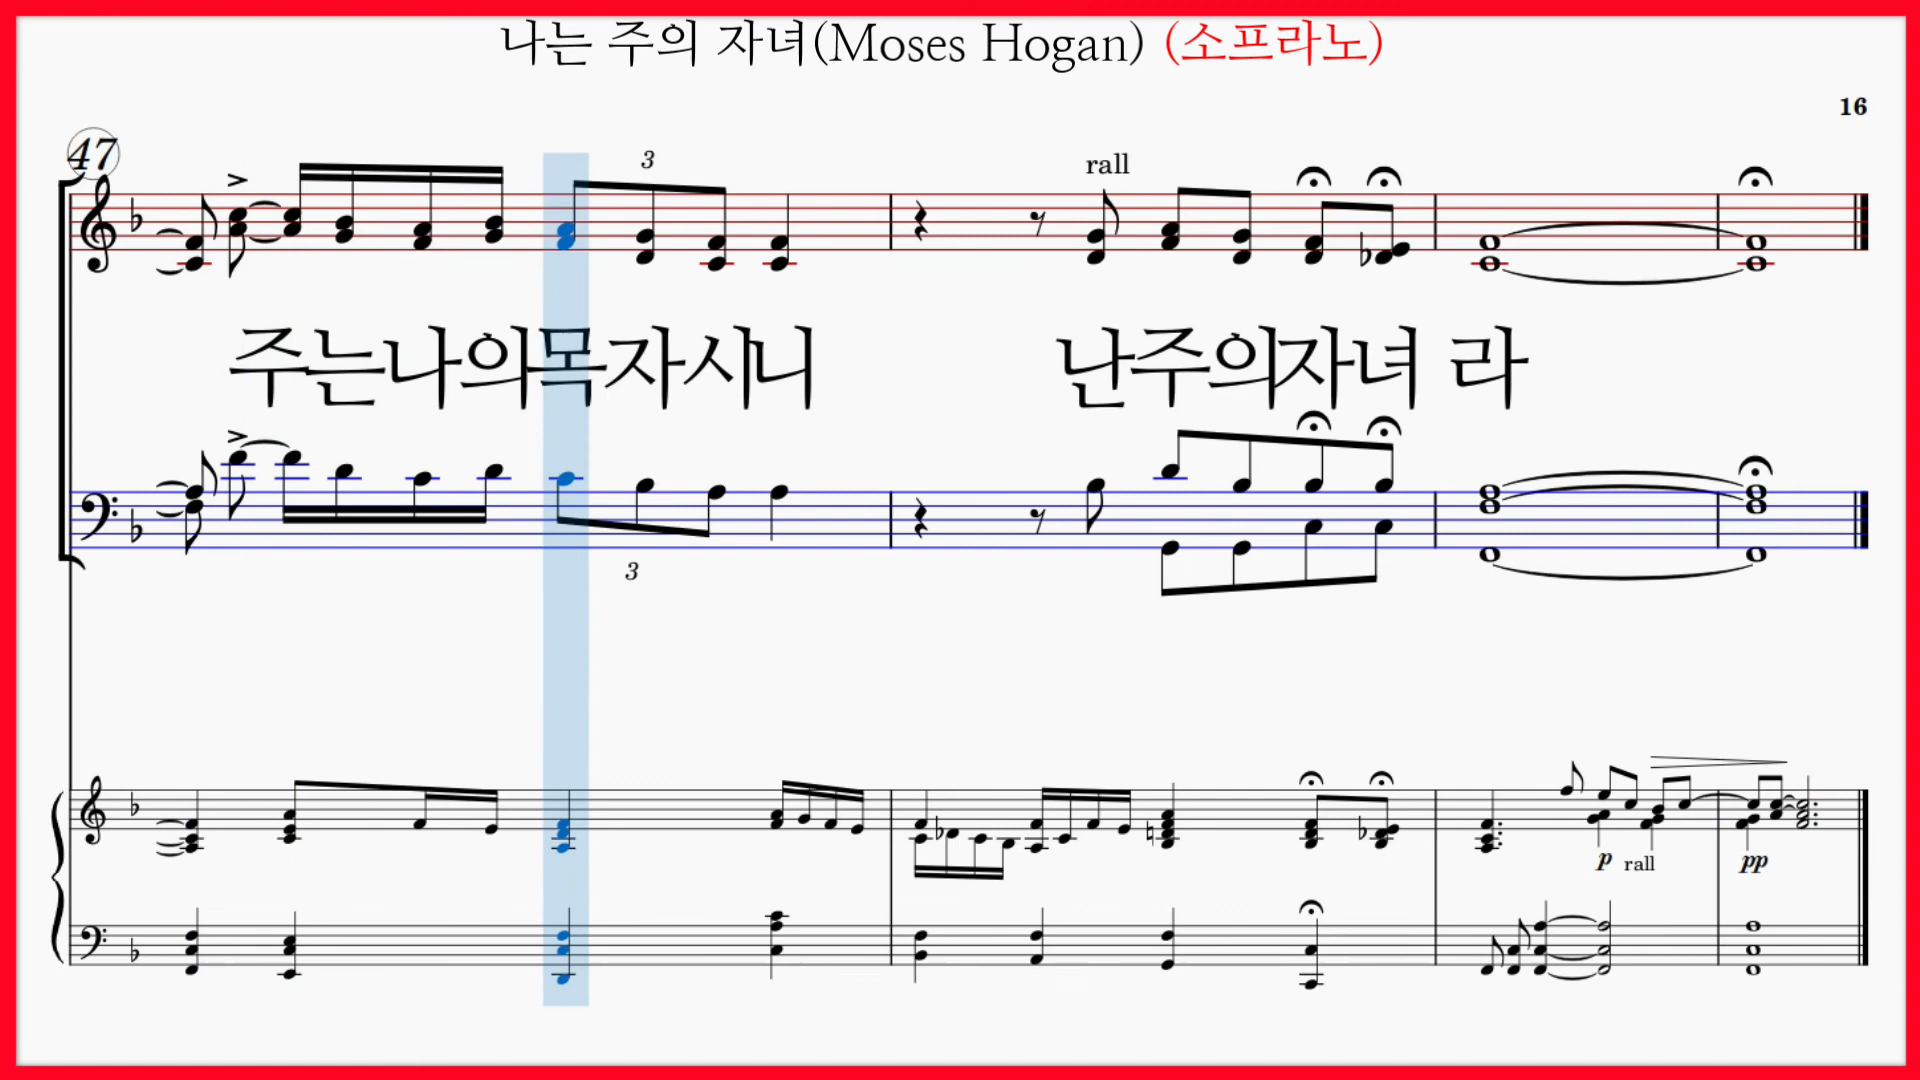 나는 주의 자녀(Moses Hogan) (소프라노)
16
47
3
rall
주는나의목자시니 난주의자녀 라
3
p rall pp